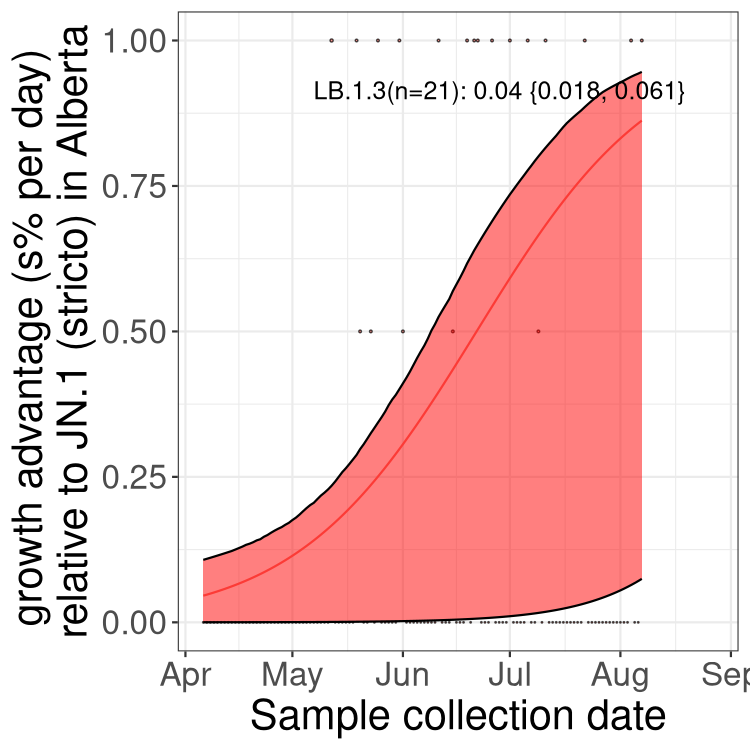 growth advantage (s% per day)
relative to JN.1 (stricto) in Alberta
1.00
0.75
0.50
0.25
0.00
LB.1.3(n=21): 0.04 {0.018, 0.061}
Apr May Jun Jul Aug Sep
Sample collection date